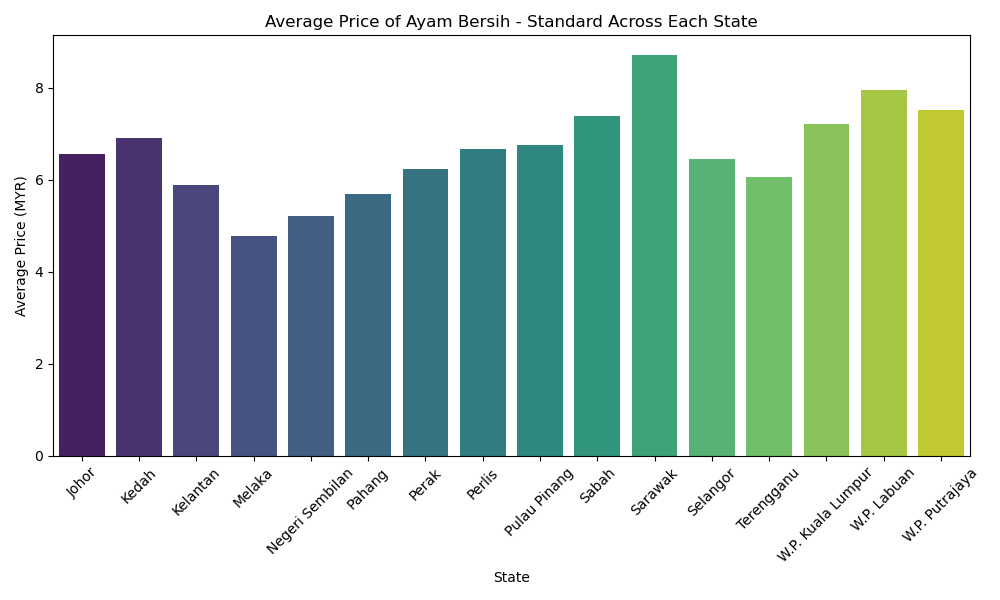 Average Price of Ayam Bersih - Standard Across Each State
Average Price (MYR)
8
6
4
2
0
Johor
Kedah
Kelantan
Melaka
Negeri Sembilan
Pahang
Perak
Perlis
Pulau Pinang
Sabah
Sarawak
Selangor
Terengganu
W.P. Kuala Lumpur
W.P. Labuan
W.P. Putrajaya
State